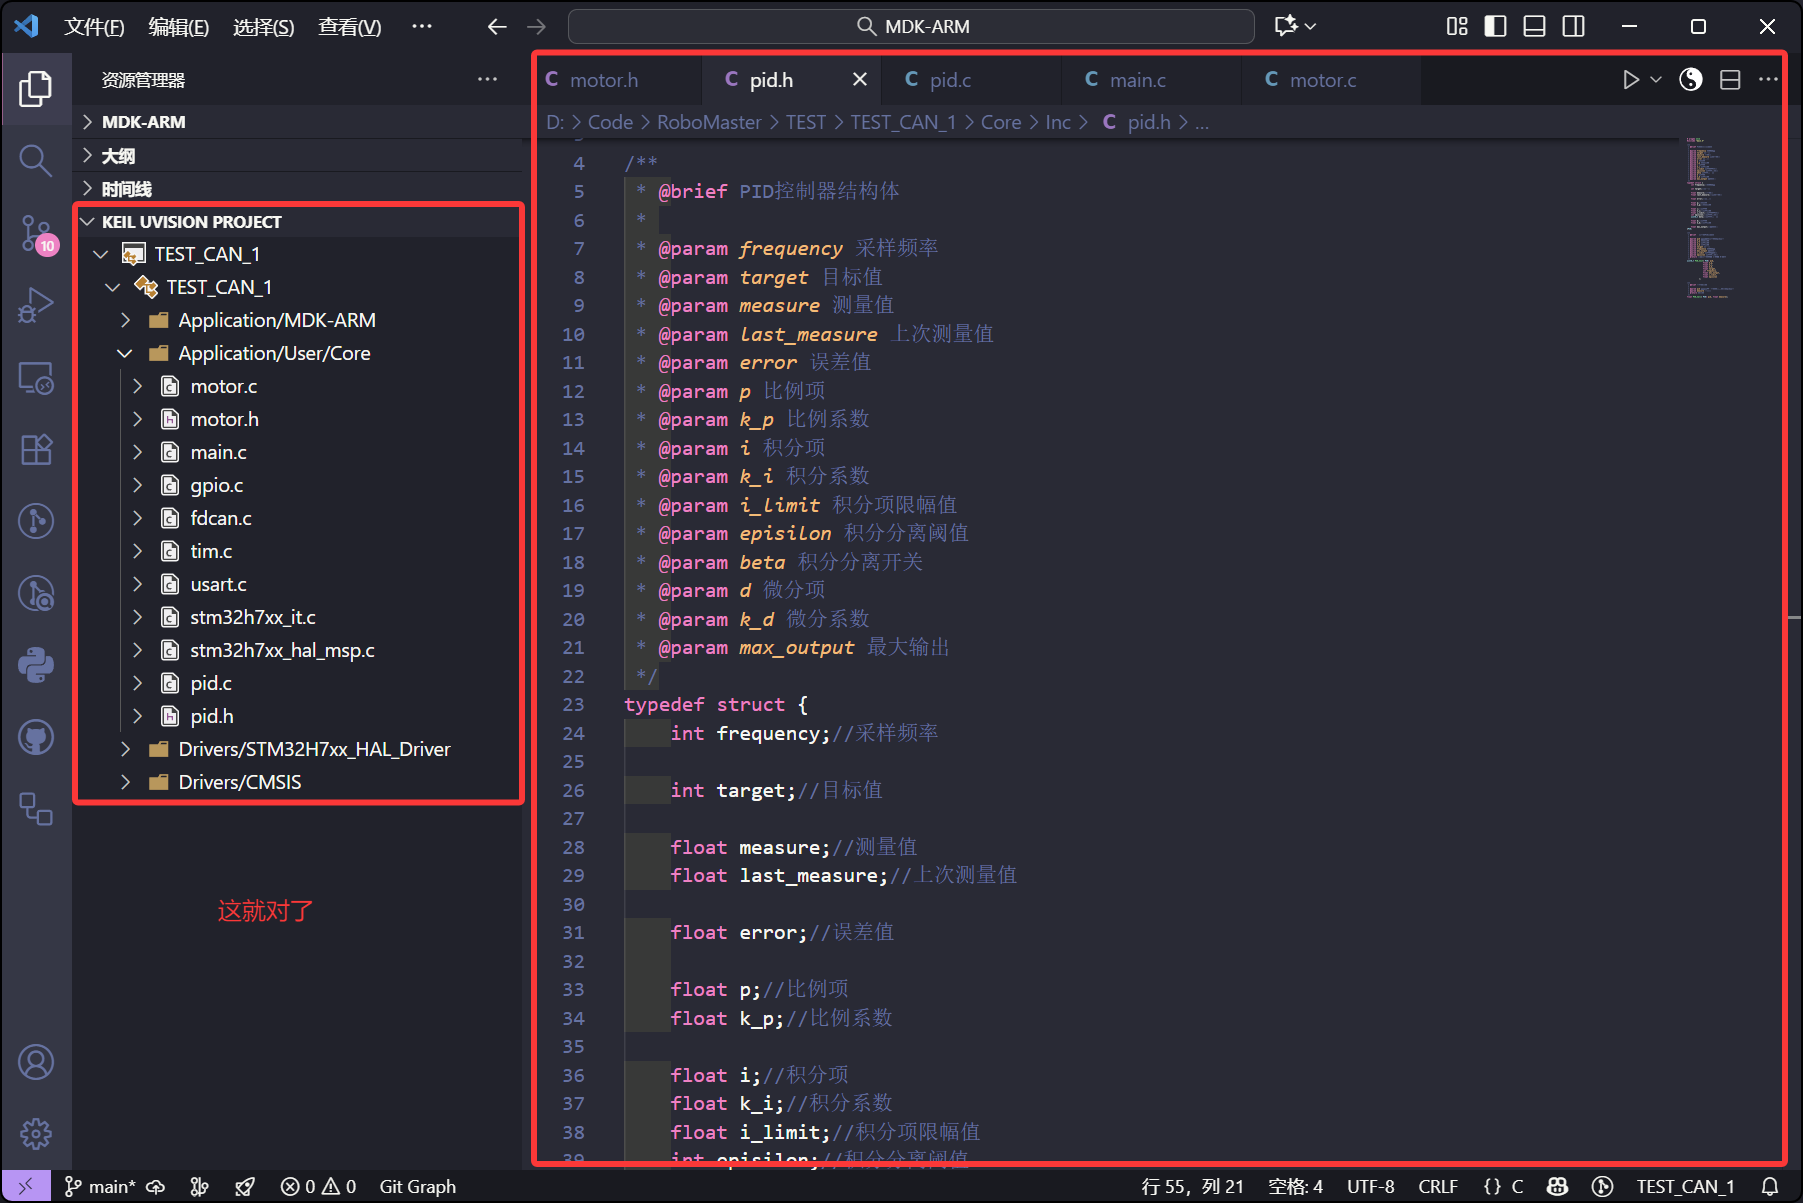 文件(F) 编辑(E) 选择(S) 查看(V) ··· MDK-ARM
资源管理器 ···
MDK-ARM
大纲
时间线
KEIL UVISION PROJECT
TEST_CAN_1
TEST_CAN_1
Application/MDK-ARM
Application/User/Core
motor.c
motor.h
main.c
gpio.c
fdcan.c
tim.c
usart.c
stm32h7xx_it.c
stm32h7xx_hal_msp.c
pid.c
pid.h
Drivers/STM32H7xx_HAL_Driver
Drivers/CMSIS
这就对了
10
C motor.h C pid.h C pid.c C main.c C motor.c
D: > Code > RoboMaster > TEST > TEST_CAN_1 > Core > Inc > C pid.h > ...
4 /**
5 * @brief PID控制器结构体
6 *
7 * @param frequency 采样频率
8 * @param target 目标值
9 * @param measure 测量值
10 * @param last_measure 上次测量值
11 * @param error 误差值
12 * @param p 比例项
13 * @param k_p 比例系数
14 * @param i 积分项
15 * @param k_i 积分系数
16 * @param i_limit 积分项限幅值
17 * @param episilon 积分分离阈值
18 * @param beta 积分分离开关
19 * @param d 微分项
20 * @param k_d 微分系数
21 * @param max_output 最大输出
22 */
23 typedef struct {
24 int frequency;//采样频率
25
26 int target;//目标值
27
28 float measure;//测量值
29 float last_measure;//上次测量值
30
31 float error;//误差值
32
33 float p;//比例项
34 float k_p;//比例系数
35
36 float i;//积分项
37 float k_i;//积分系数
38 float i_limit;//积分项限幅值
39 int episilon;//积分分离阈值
main* 0 0 Git Graph 行 55，列 21 空格: 4 UTF-8 CRLF {} C TEST_CAN_1